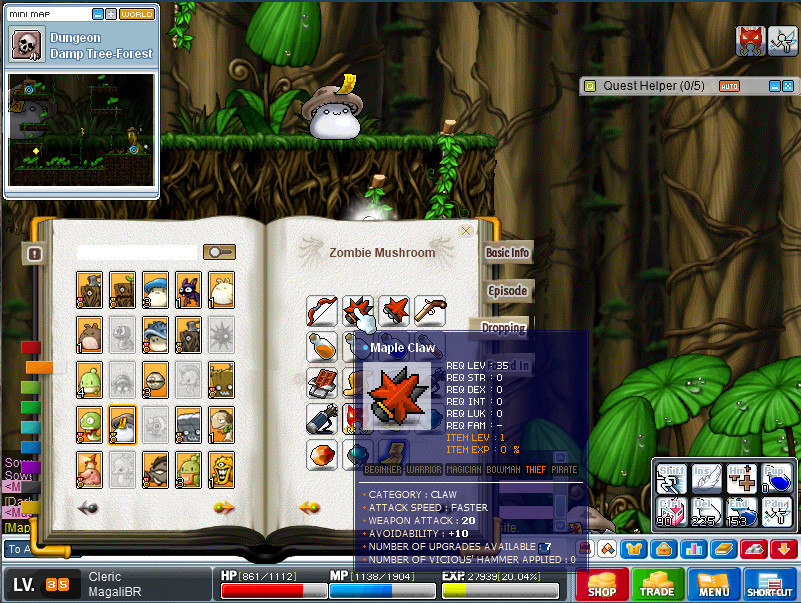 MINI MAP
WORLD
Dungeon
Damp Tree-Forest
Quest Helper (0/5)
AUTO
Zombie Mushroom
Basic Info
Episode
Dropping
Maple Claw
REQ LEV : 35
REQ STR : 0
REQ DEX : 0
REQ INT : 0
REQ LUK : 0
REQ FAM : -
ITEM LEV : 1
ITEM EXP : 0 %
BEGINNER WARRIOR MAGICIAN BOWMAN THIEF PIRATE
CATEGORY : CLAW
ATTACK SPEED : FASTER
WEAPON ATTACK : 20
AVOIDABILITY : +10
NUMBER OF UPGRADES AVAILABLE : 7
NUMBER OF VICIOUS' HAMMER APPLIED : 0
Shift
Ins
Hm
Pup
Ctrl
Del
End
Pdn
225
153
To A
LV. 35
Cleric
MagaliBR
HP [861/1112]
MP [1138/1904]
EXP. 27939[20.04%]
SHOP
TRADE
MENU
SHORT CUT